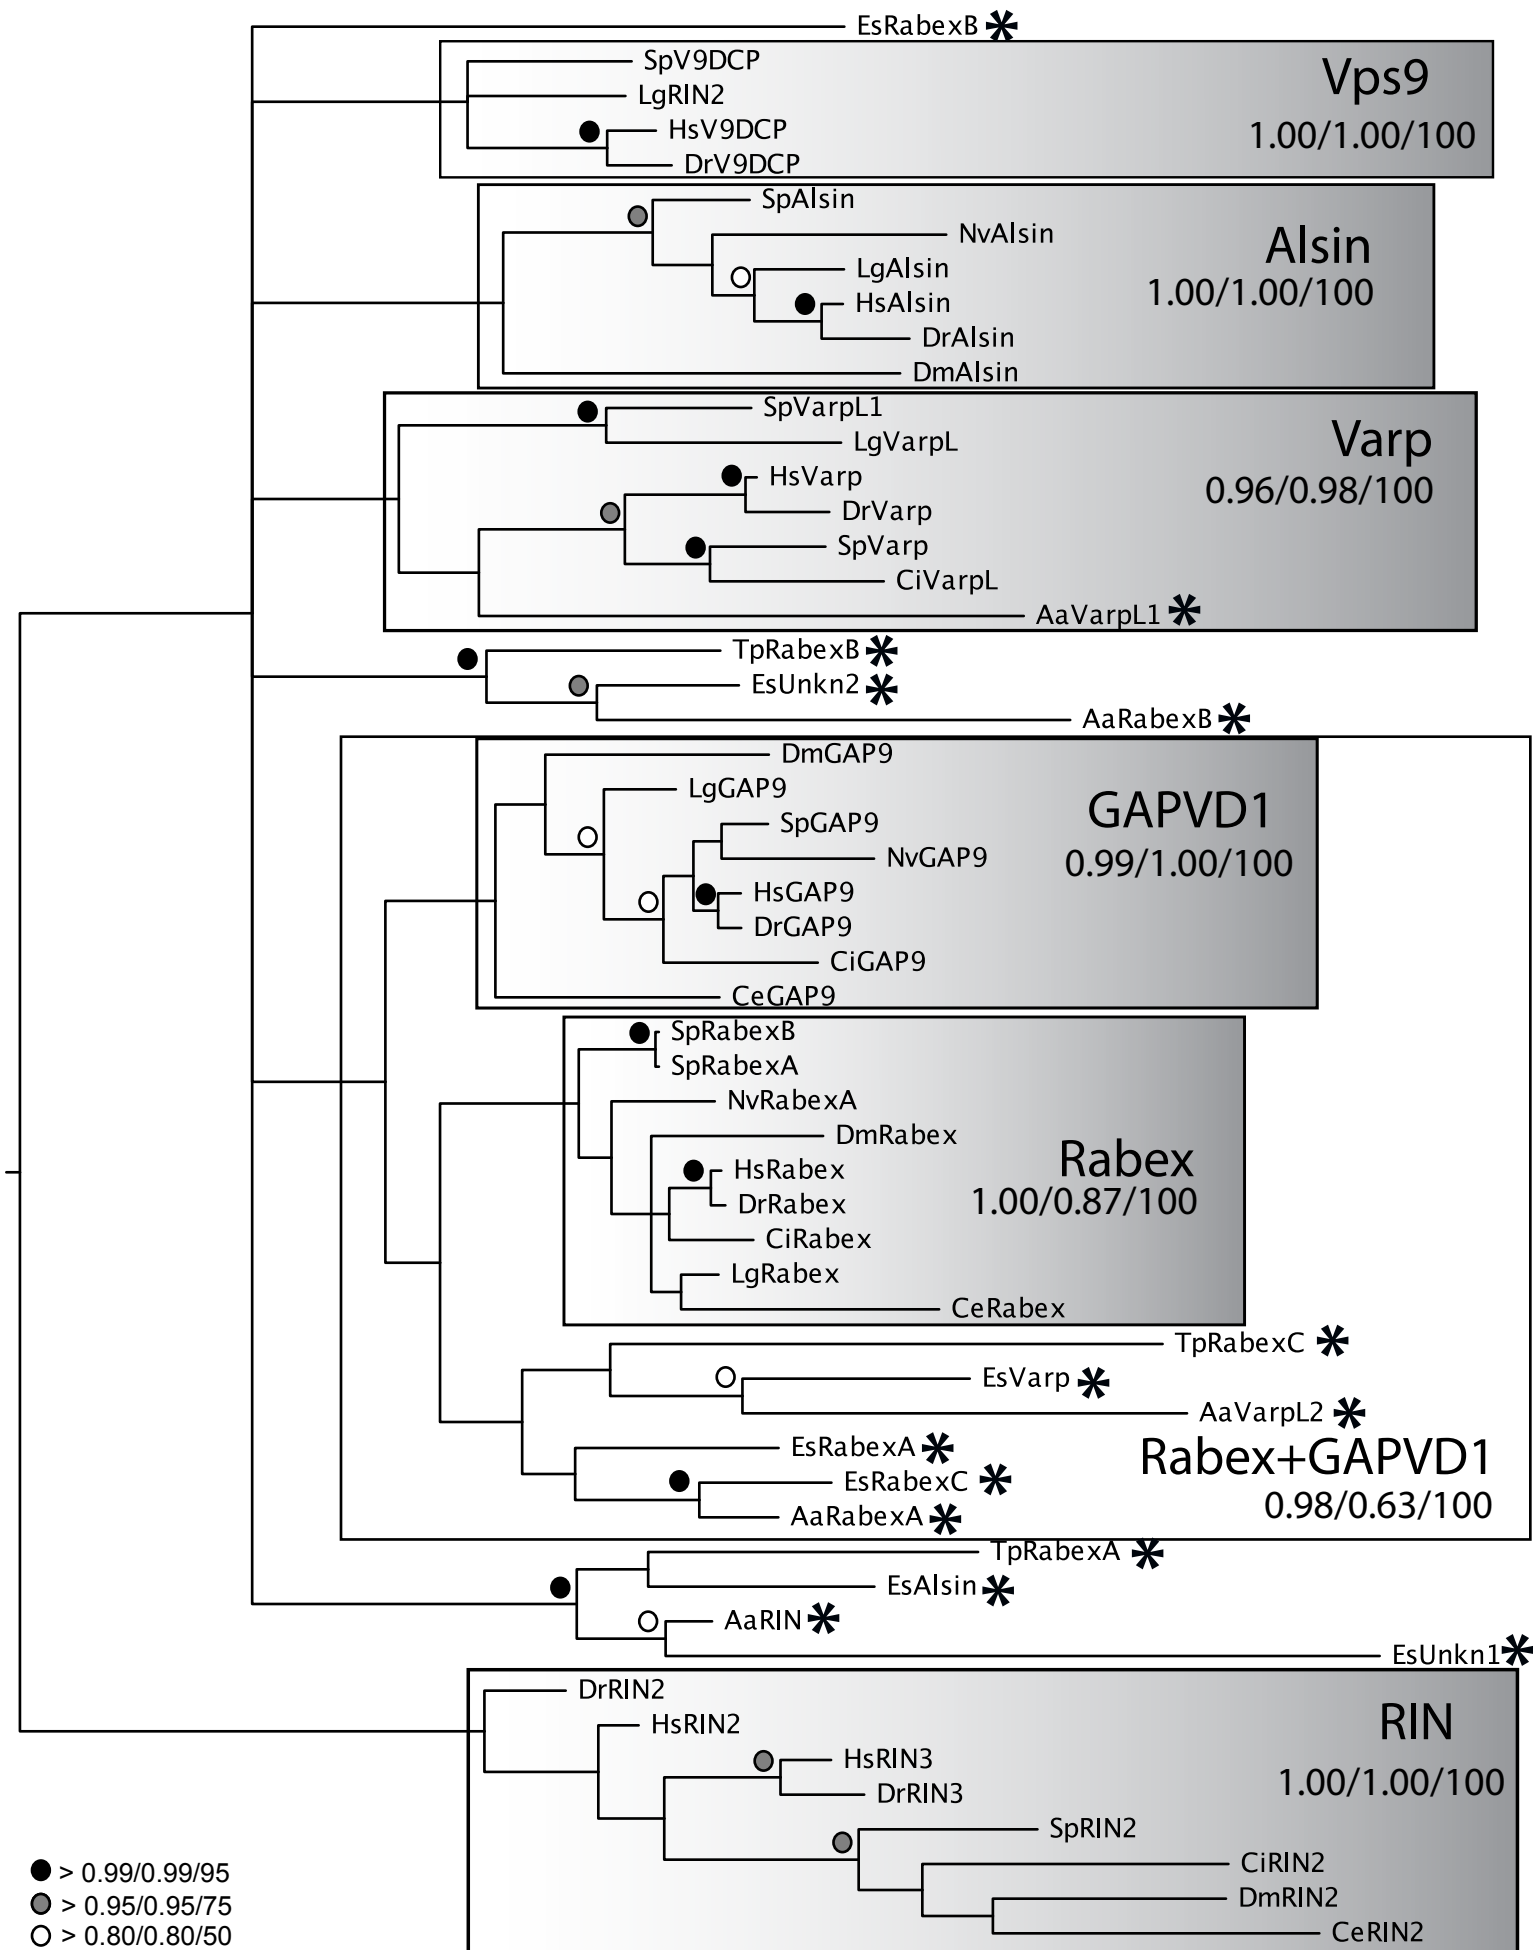 EsRabexB *
SpV9DCP
LgRIN2
HsV9DCP
DrV9DCP
Vps9
1.00/1.00/100
SpAlsin
NvAlsin
LgAlsin
HsAlsin
DrAlsin
DmAlsin
Alsin
1.00/1.00/100
SpVarpL1
LgVarpL
HsVarp
DrVarp
SpVarp
CiVarpL
AaVarpL1 *
Varp
0.96/0.98/100
TpRabexB *
EsUnkn2 *
AaRabexB *
DmGAP9
LgGAP9
SpGAP9
NvGAP9
HsGAP9
DrGAP9
CiGAP9
CeGAP9
GAPVD1
0.99/1.00/100
SpRabexB
SpRabexA
NvRabexA
DmRabex
HsRabex
DrRabex
CiRabex
LgRabex
CeRabex
Rabex
1.00/0.87/100
TpRabexC *
EsVarp *
AaVarpL2 *
EsRabexA *
EsRabexC *
AaRabexA *
Rabex+GAPVD1
0.98/0.63/100
TpRabexA *
EsAlsin *
AaRIN *
EsUnkn1 *
DrRIN2
HsRIN2
HsRIN3
DrRIN3
SpRIN2
CiRIN2
DmRIN2
CeRIN2
RIN
1.00/1.00/100
> 0.99/0.99/95
> 0.95/0.95/75
> 0.80/0.80/50